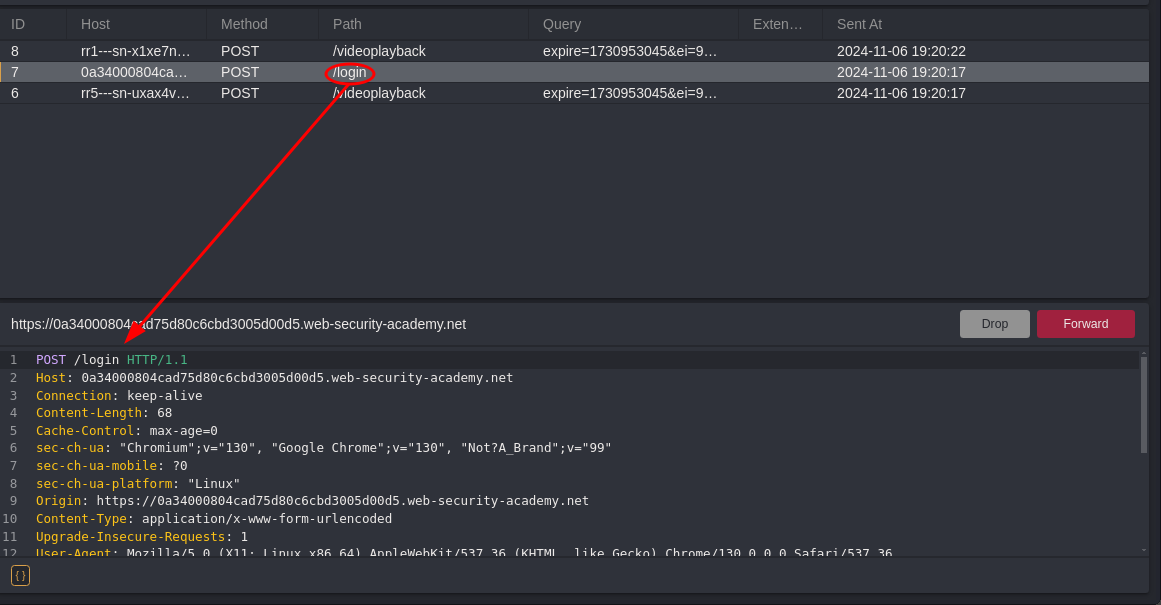 ID Host Method Path Query Exten… Sent At
8 rr1---sn-x1xe7n… POST /videoplayback expire=1730953045&ei=9… 2024-11-06 19:20:22
7 0a34000804ca… POST /login 2024-11-06 19:20:17
6 rr5---sn-uxax4v… POST /videoplayback expire=1730953045&ei=9… 2024-11-06 19:20:17
https://0a34000804cad75d80c6cbd3005d00d5.web-security-academy.net Drop Forward
1 POST /login HTTP/1.1
2 Host: 0a34000804cad75d80c6cbd3005d00d5.web-security-academy.net
3 Connection: keep-alive
4 Content-Length: 68
5 Cache-Control: max-age=0
6 sec-ch-ua: "Chromium";v="130", "Google Chrome";v="130", "Not?A_Brand";v="99"
7 sec-ch-ua-mobile: ?0
8 sec-ch-ua-platform: "Linux"
9 Origin: https://0a34000804cad75d80c6cbd3005d00d5.web-security-academy.net
10 Content-Type: application/x-www-form-urlencoded
11 Upgrade-Insecure-Requests: 1
12 User-Agent: Mozilla/5.0 (X11; Linux x86_64) AppleWebKit/537.36 (KHTML, like Gecko) Chrome/130.0.0.0 Safari/537.36
{}